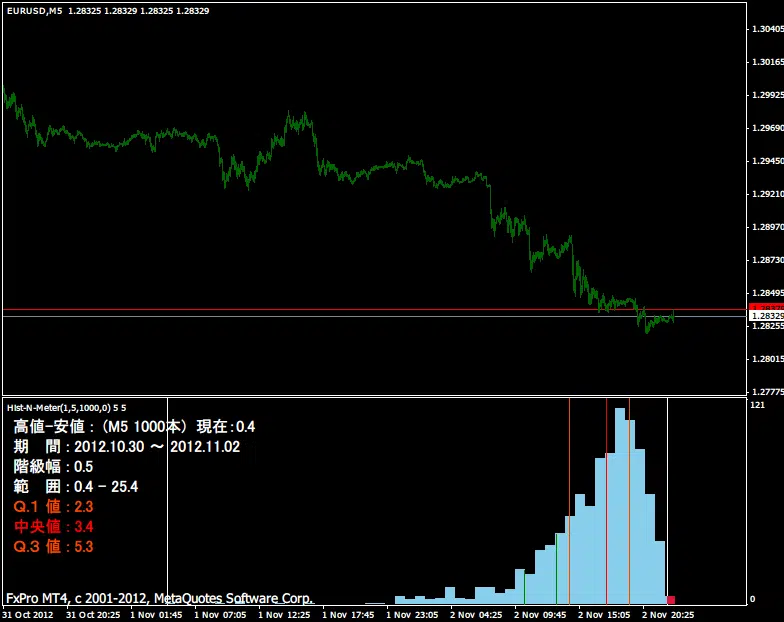 EURUSD,M5 1.28325 1.28329 1.28325 1.28329
1.30405
1.30165
1.29925
1.29690
1.29450
1.29210
1.28970
1.28730
1.28495
1.28329
1.28255
1.28015
1.27775
Hist-N-Meter(1,5,1000,0) 5 5
121
高値-安値 : (M5 1000本) 現在:0.4
期 間 : 2012.10.30 ～ 2012.11.02
階級幅 : 0.5
範 囲 : 0.4 - 25.4
Q.1 値 : 2.3
中央値 : 3.4
Q.3 値 : 5.3
FxPro MT4, c 2001-2012, MetaQuotes Software Corp.
0
31 Oct 2012 31 Oct 20:25 1 Nov 01:45 1 Nov 07:05 1 Nov 12:25 1 Nov 17:45 1 Nov 23:05 2 Nov 04:25 2 Nov 09:45 2 Nov 15:05 2 Nov 20:25